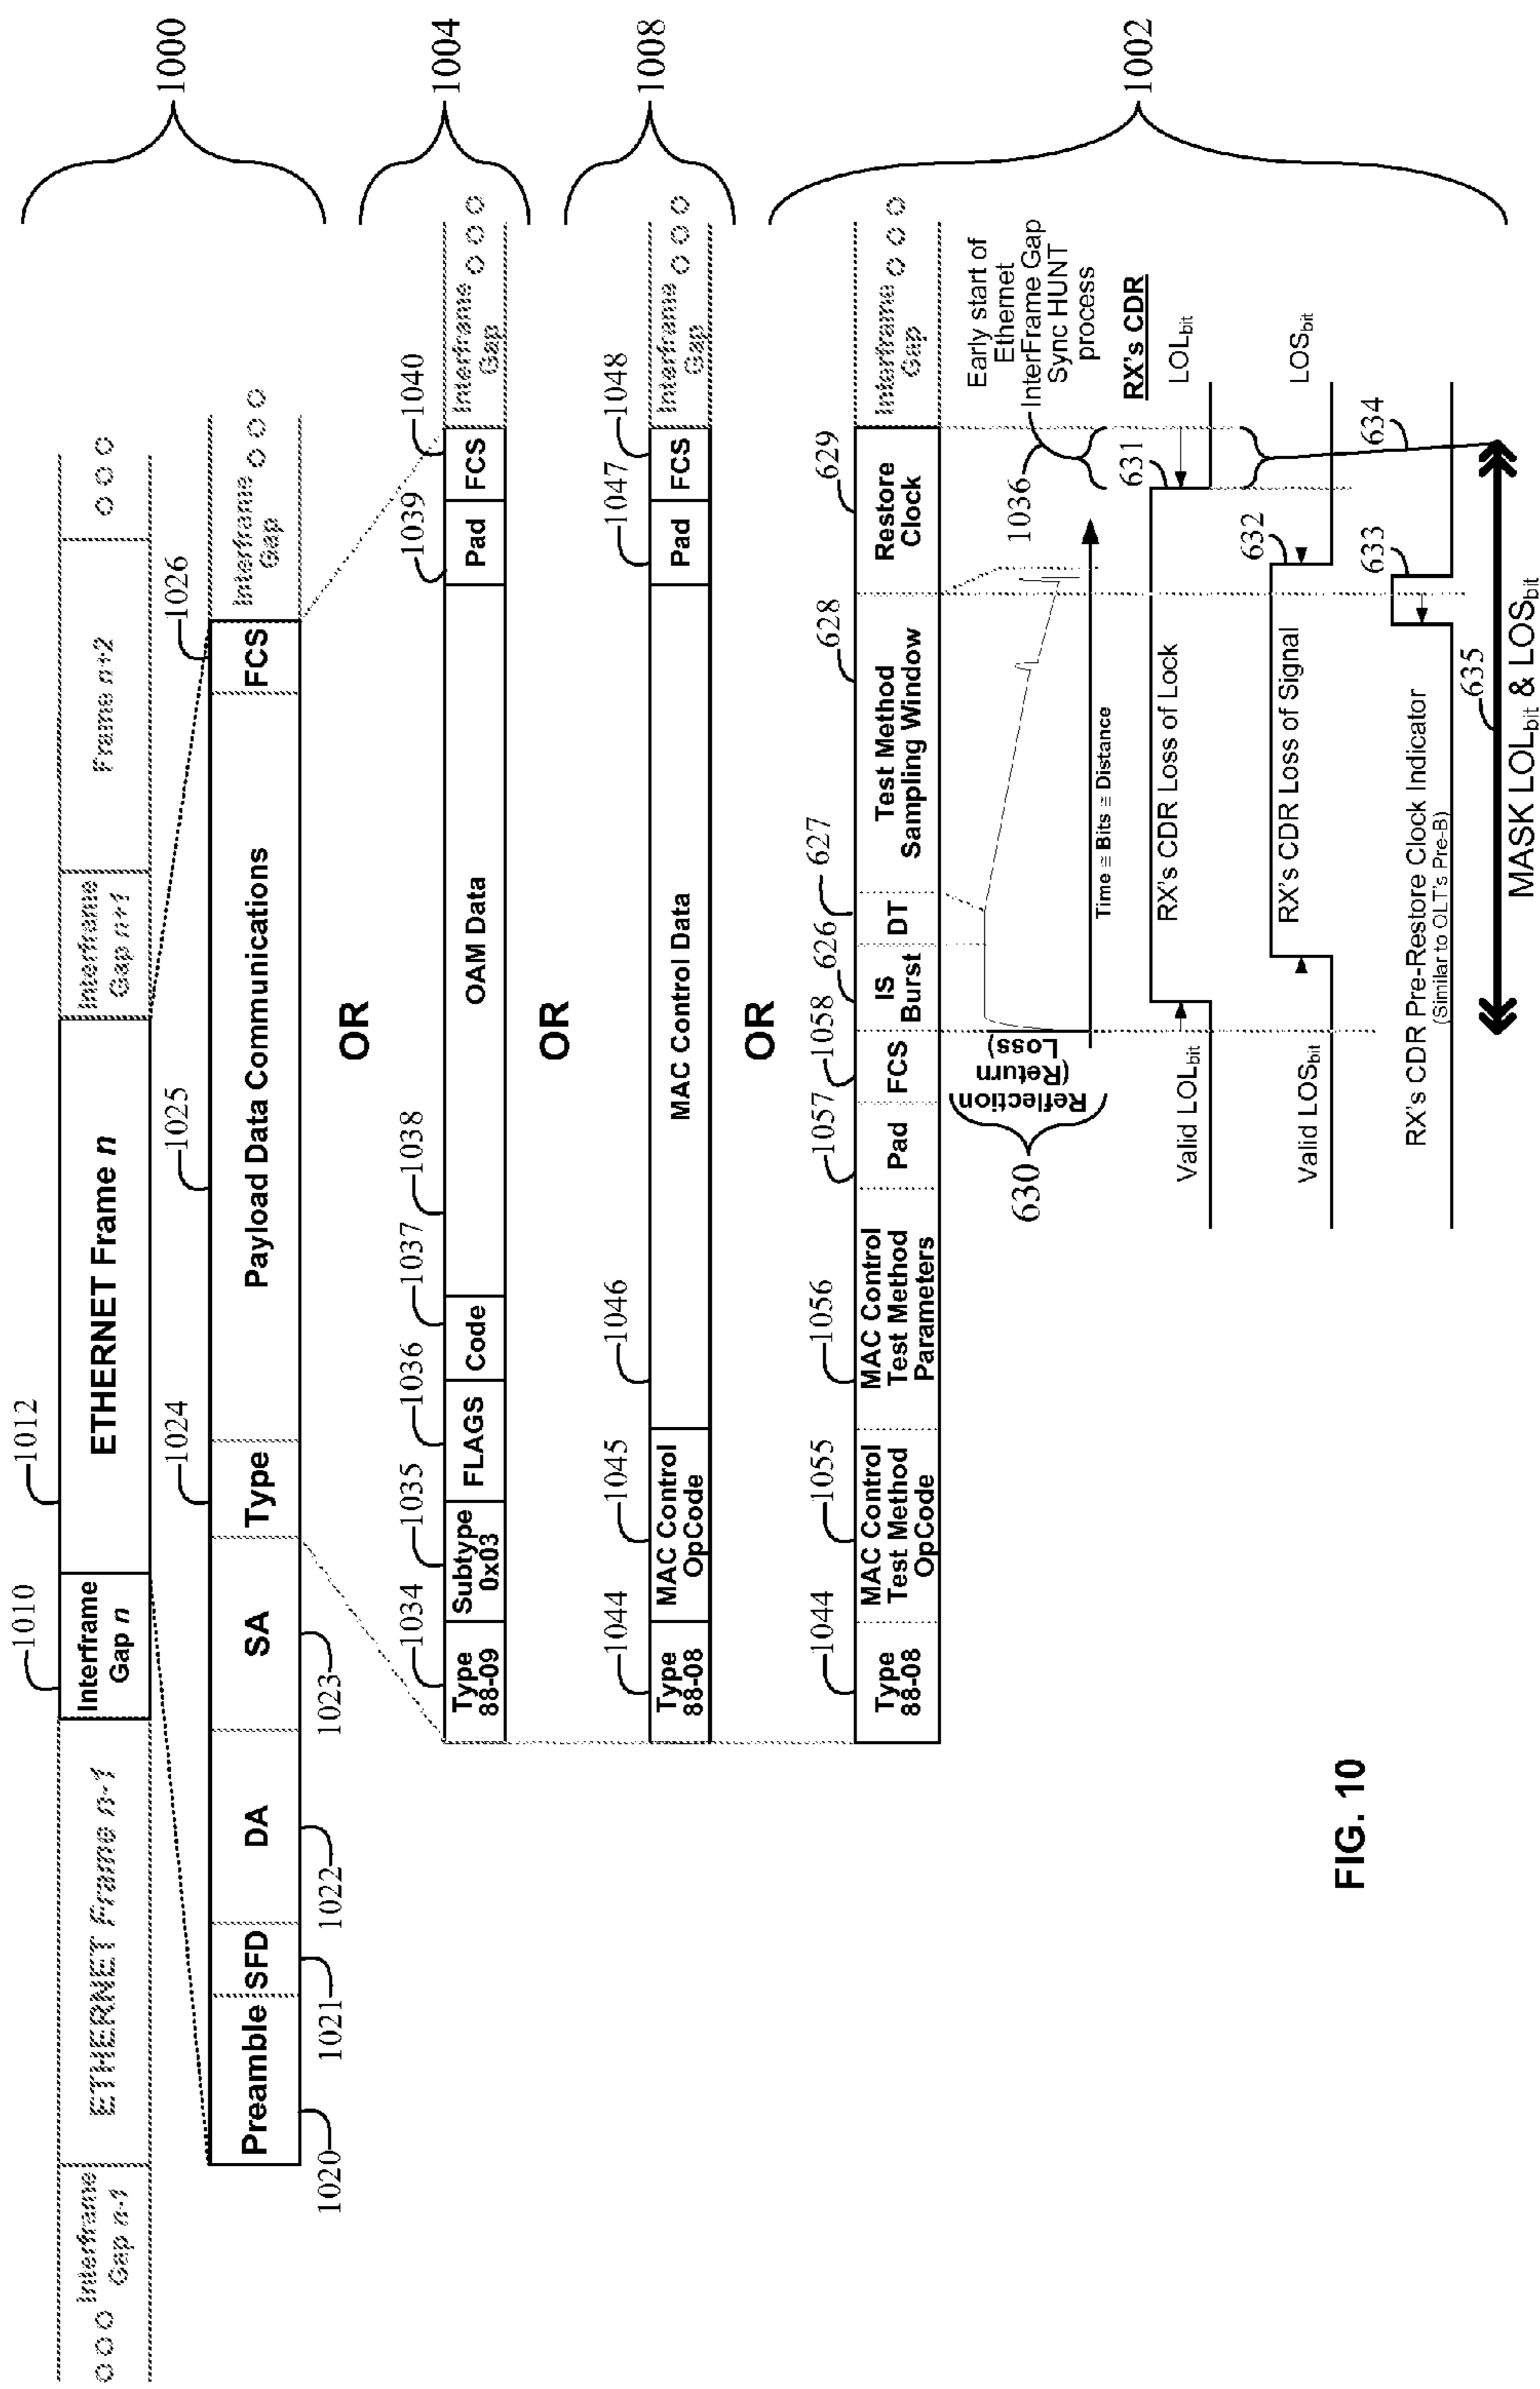 1010
1012
Interframe
Gap n-1
ETHERNET Frame n-1
Interframe
Gap n
ETHERNET Frame n
Interframe
Gap n+1
Frame n+2
1000
1024
1025
1026
Preamble
SFD
DA
SA
Type
Payload Data Communications
FCS
Interframe
Gap
1020
1021
1022
1023
OR
1034
1035
1036
1037
1038
1039
1040
Type
88-09
Subtype
0x03
FLAGS
Code
OAM Data
Pad
FCS
Interframe
Gap
1004
OR
1044
1045
1046
1047
1048
Type
88-08
MAC Control
OpCode
MAC Control Data
Pad
FCS
Interframe
Gap
1008
OR
1044
1055
1056
1057
1058
626
627
628
629
Type
88-08
MAC Control
Test Method
OpCode
MAC Control
Test Method
Parameters
Pad
FCS
IS
Burst
DT
Test Method
Sampling Window
Restore
Clock
Interframe
Gap
1002
630
Reflection
(Return
Loss)
Time ≅ Bits ≅ Distance
1036
Early start of
Ethernet
InterFrame Gap
Sync HUNT
process
RX's CDR
Valid LOLbit
RX's CDR Loss of Lock
631
LOLbit
Valid LOSbit
RX's CDR Loss of Signal
632
LOSbit
RX's CDR Pre-Restore Clock Indicator
(Similar to OLT's Pre-B)
633
634
635
MASK LOLbit & LOSbit
FIG. 10